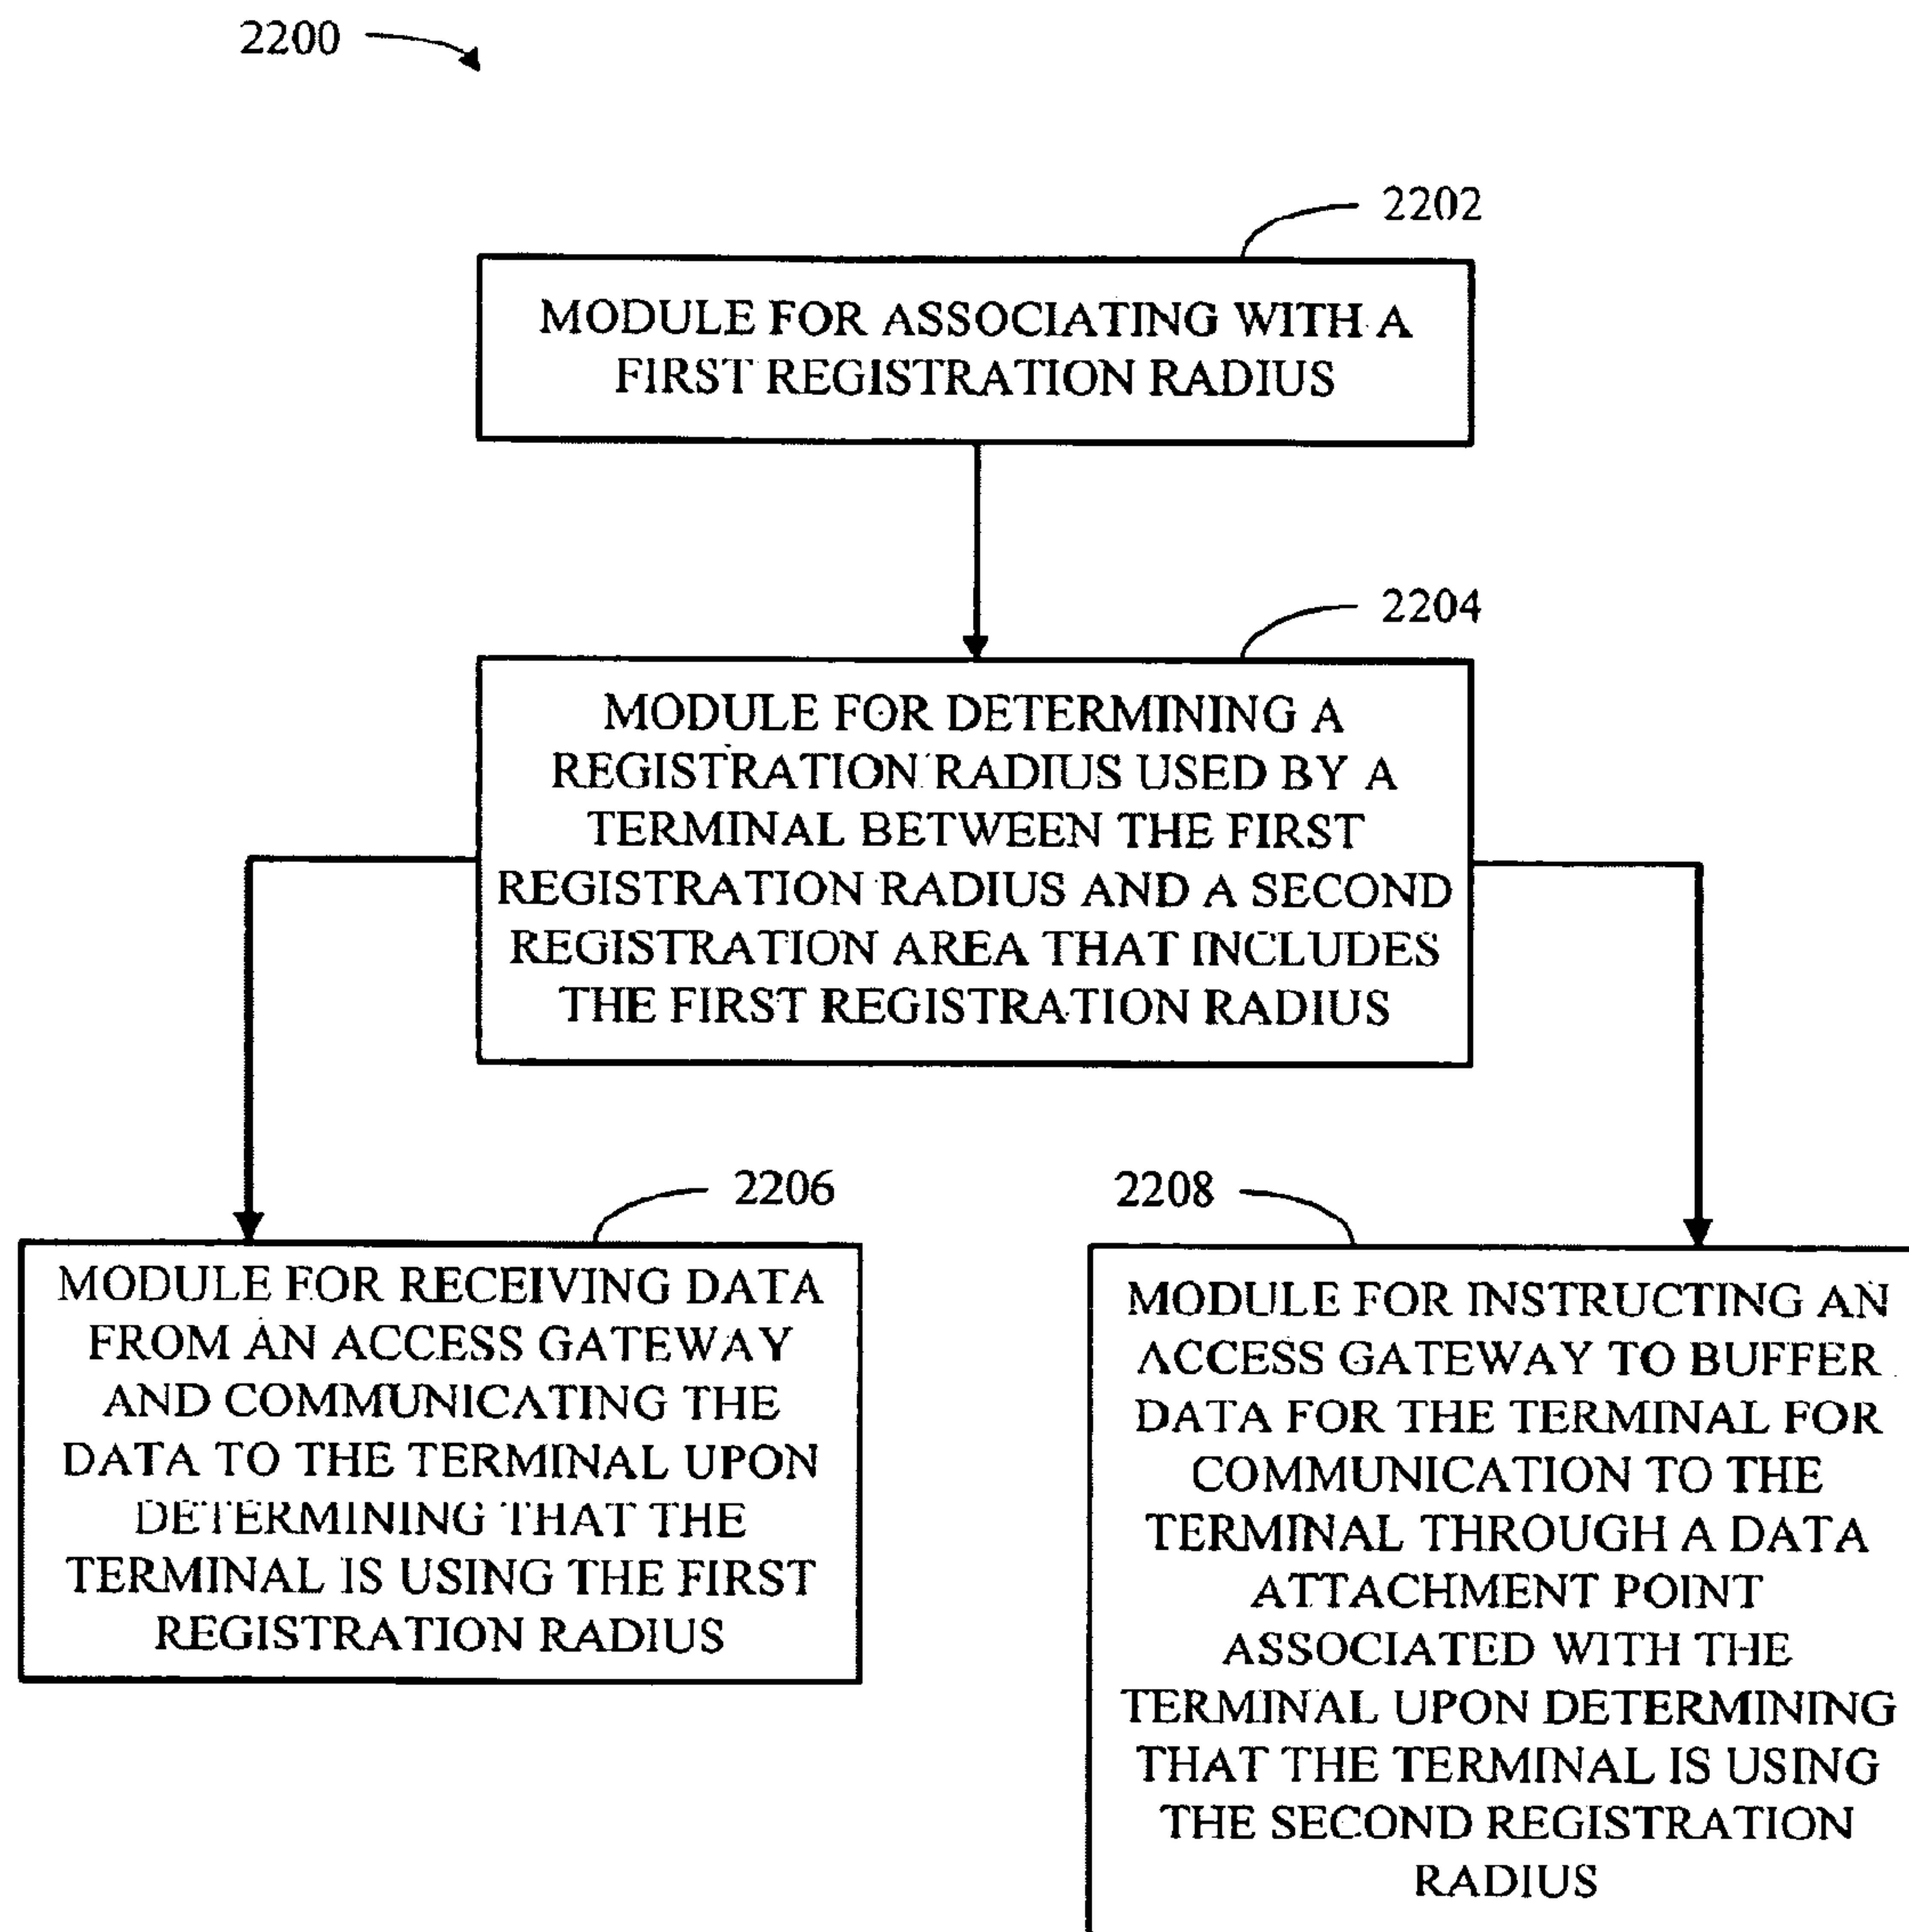 2200
2202
MODULE FOR ASSOCIATING WITH A
FIRST REGISTRATION RADIUS
2204
MODULE FOR DETERMINING A
REGISTRATION RADIUS USED BY A
TERMINAL BETWEEN THE FIRST
REGISTRATION RADIUS AND A SECOND
REGISTRATION AREA THAT INCLUDES
THE FIRST REGISTRATION RADIUS
2206
MODULE FOR RECEIVING DATA
FROM AN ACCESS GATEWAY
AND COMMUNICATING THE
DATA TO THE TERMINAL UPON
DETERMINING THAT THE
TERMINAL IS USING THE FIRST
REGISTRATION RADIUS
2208
MODULE FOR INSTRUCTING AN
ACCESS GATEWAY TO BUFFER
DATA FOR THE TERMINAL FOR
COMMUNICATION TO THE
TERMINAL THROUGH A DATA
ATTACHMENT POINT
ASSOCIATED WITH THE
TERMINAL UPON DETERMINING
THAT THE TERMINAL IS USING
THE SECOND REGISTRATION
RADIUS